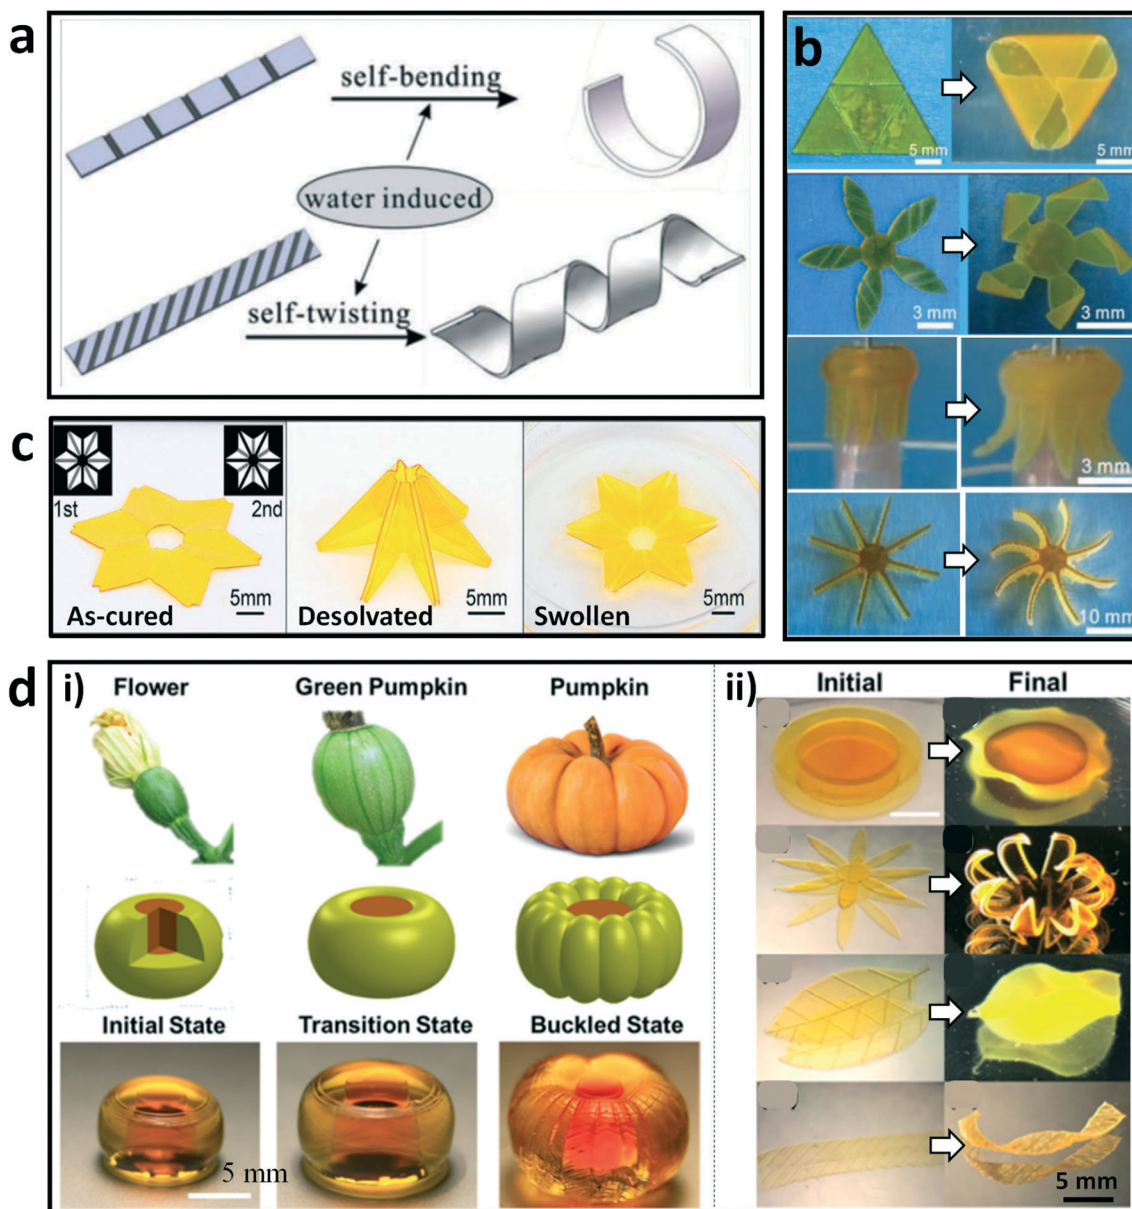 a
self-bending
water induced
self-twisting
b
5 mm
5 mm
3 mm
3 mm
3 mm
10 mm
c
1st
2nd
5mm
5mm
5mm
As-cured
Desolvated
Swollen
d
i)
Flower
Green Pumpkin
Pumpkin
Initial State
Transition State
Buckled State
5 mm
ii)
Initial
Final
5 mm